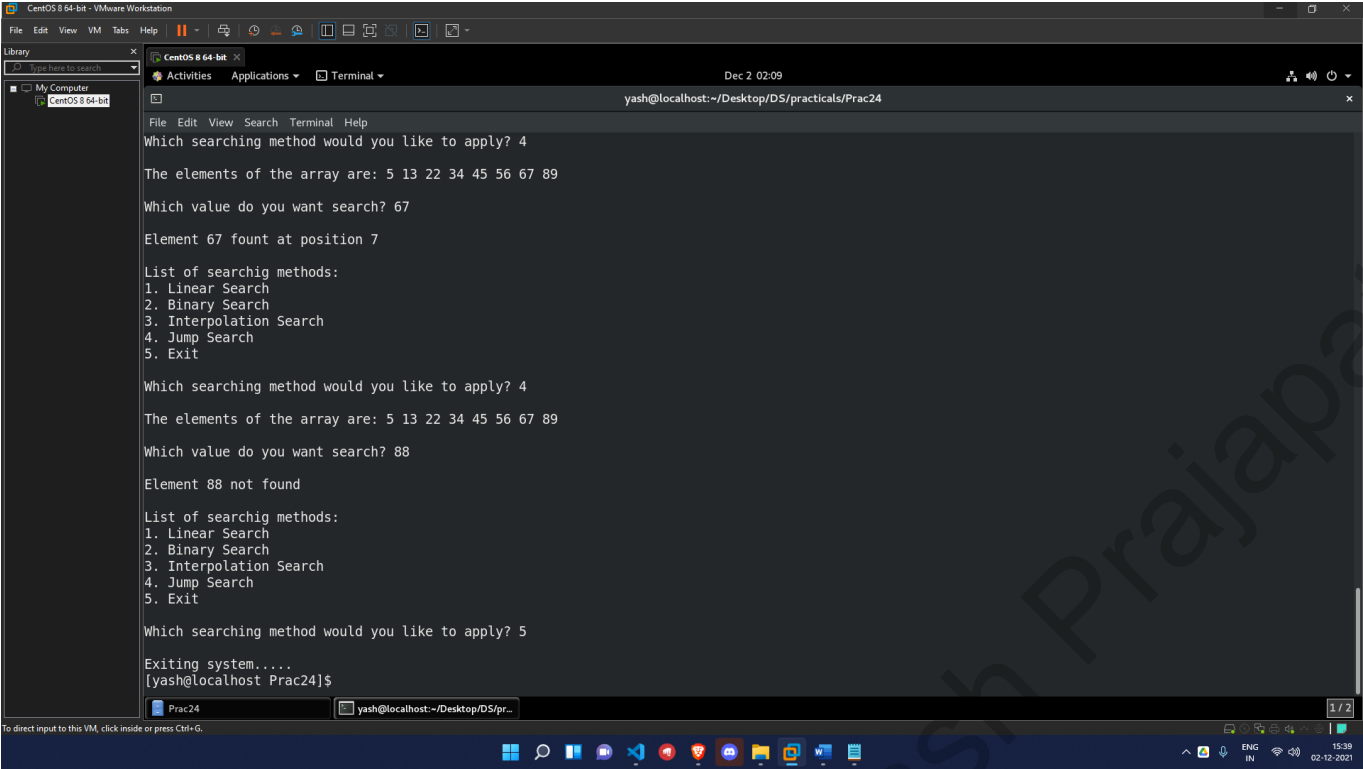 CentOS 8 64-bit - VMware Workstation
File Edit View VM Tabs Help
Library
Type here to search
My Computer
CentOS 8 64-bit
CentOS 8 64-bit
Activities Applications Terminal Dec 2 02:09
yash@localhost:~/Desktop/DS/practicals/Prac24
File Edit View Search Terminal Help
Which searching method would you like to apply? 4
The elements of the array are: 5 13 22 34 45 56 67 89
Which value do you want search? 67
Element 67 fount at position 7
List of searchig methods:
1. Linear Search
2. Binary Search
3. Interpolation Search
4. Jump Search
5. Exit
Which searching method would you like to apply? 4
The elements of the array are: 5 13 22 34 45 56 67 89
Which value do you want search? 88
Element 88 not found
List of searchig methods:
1. Linear Search
2. Binary Search
3. Interpolation Search
4. Jump Search
5. Exit
Which searching method would you like to apply? 5
Exiting system.....
[yash@localhost Prac24]$
Prac24
yash@localhost:~/Desktop/DS/pr...
1 / 2
To direct input to this VM, click inside or press Ctrl+G.
ENG
IN
15:39
02-12-2021